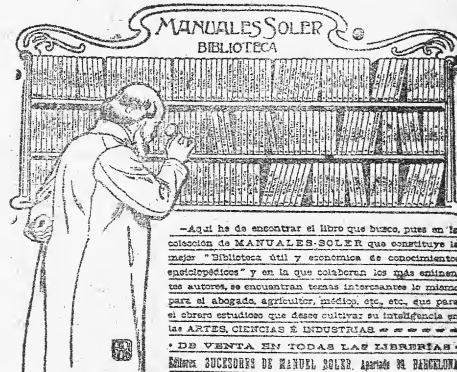 MANUALES SOLER
BIBLIOTECA
—Aquí ha de encontrar el libro que busco, pues en la
colección de MANUALES-SOLER que constituye la
mejor "Biblioteca útil y económica de conocimientos
enciclopédicos" y en la que colaboran los más eminen-
tes autores, se encuentran temas interesantes lo mismo
para el abogado, agricultor, médico, etc., etc., que para
el obrero estudioso que desee cultivar su inteligencia en
las ARTES, CIENCIAS É INDUSTRIAS
• DE VENTA EN TODAS LAS LIBRERÍAS •
Editores SUCESORES DE MANUEL SOLER. Apartado BARCELONA